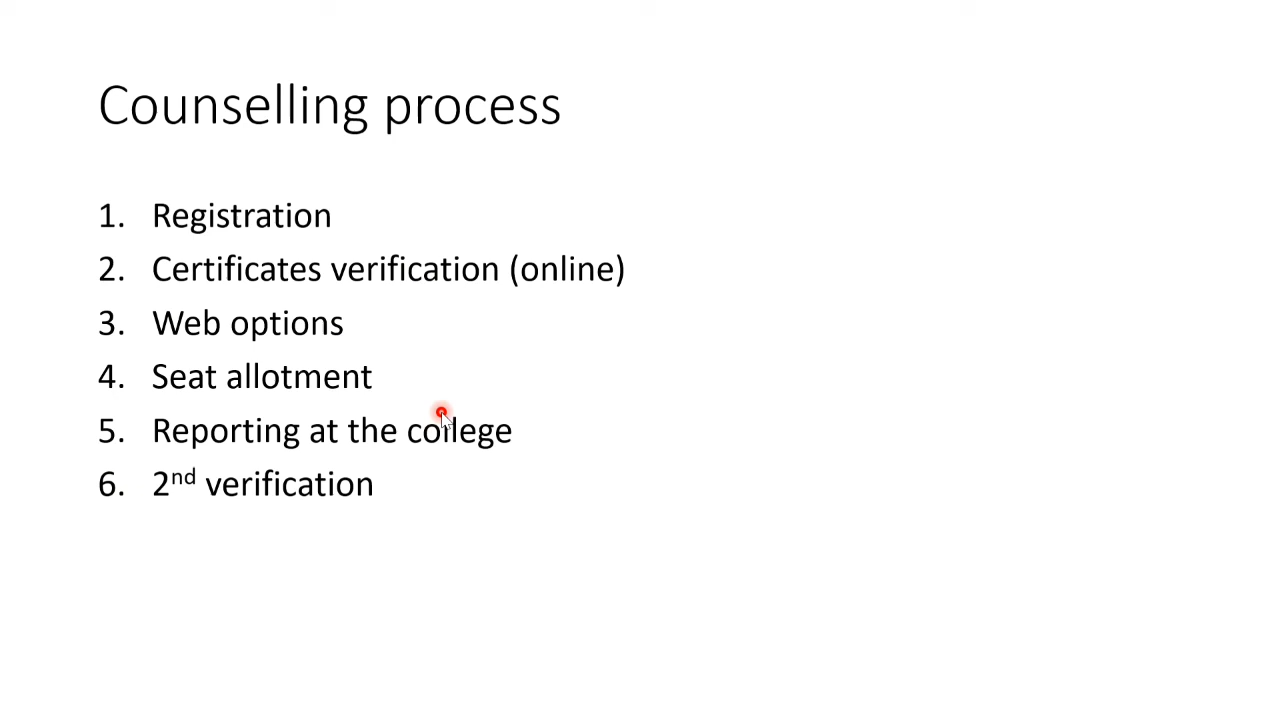 Counselling process
1. Registration
2. Certificates verification (online)
3. Web options
4. Seat allotment
5. Reporting at the college
6. 2nd verification